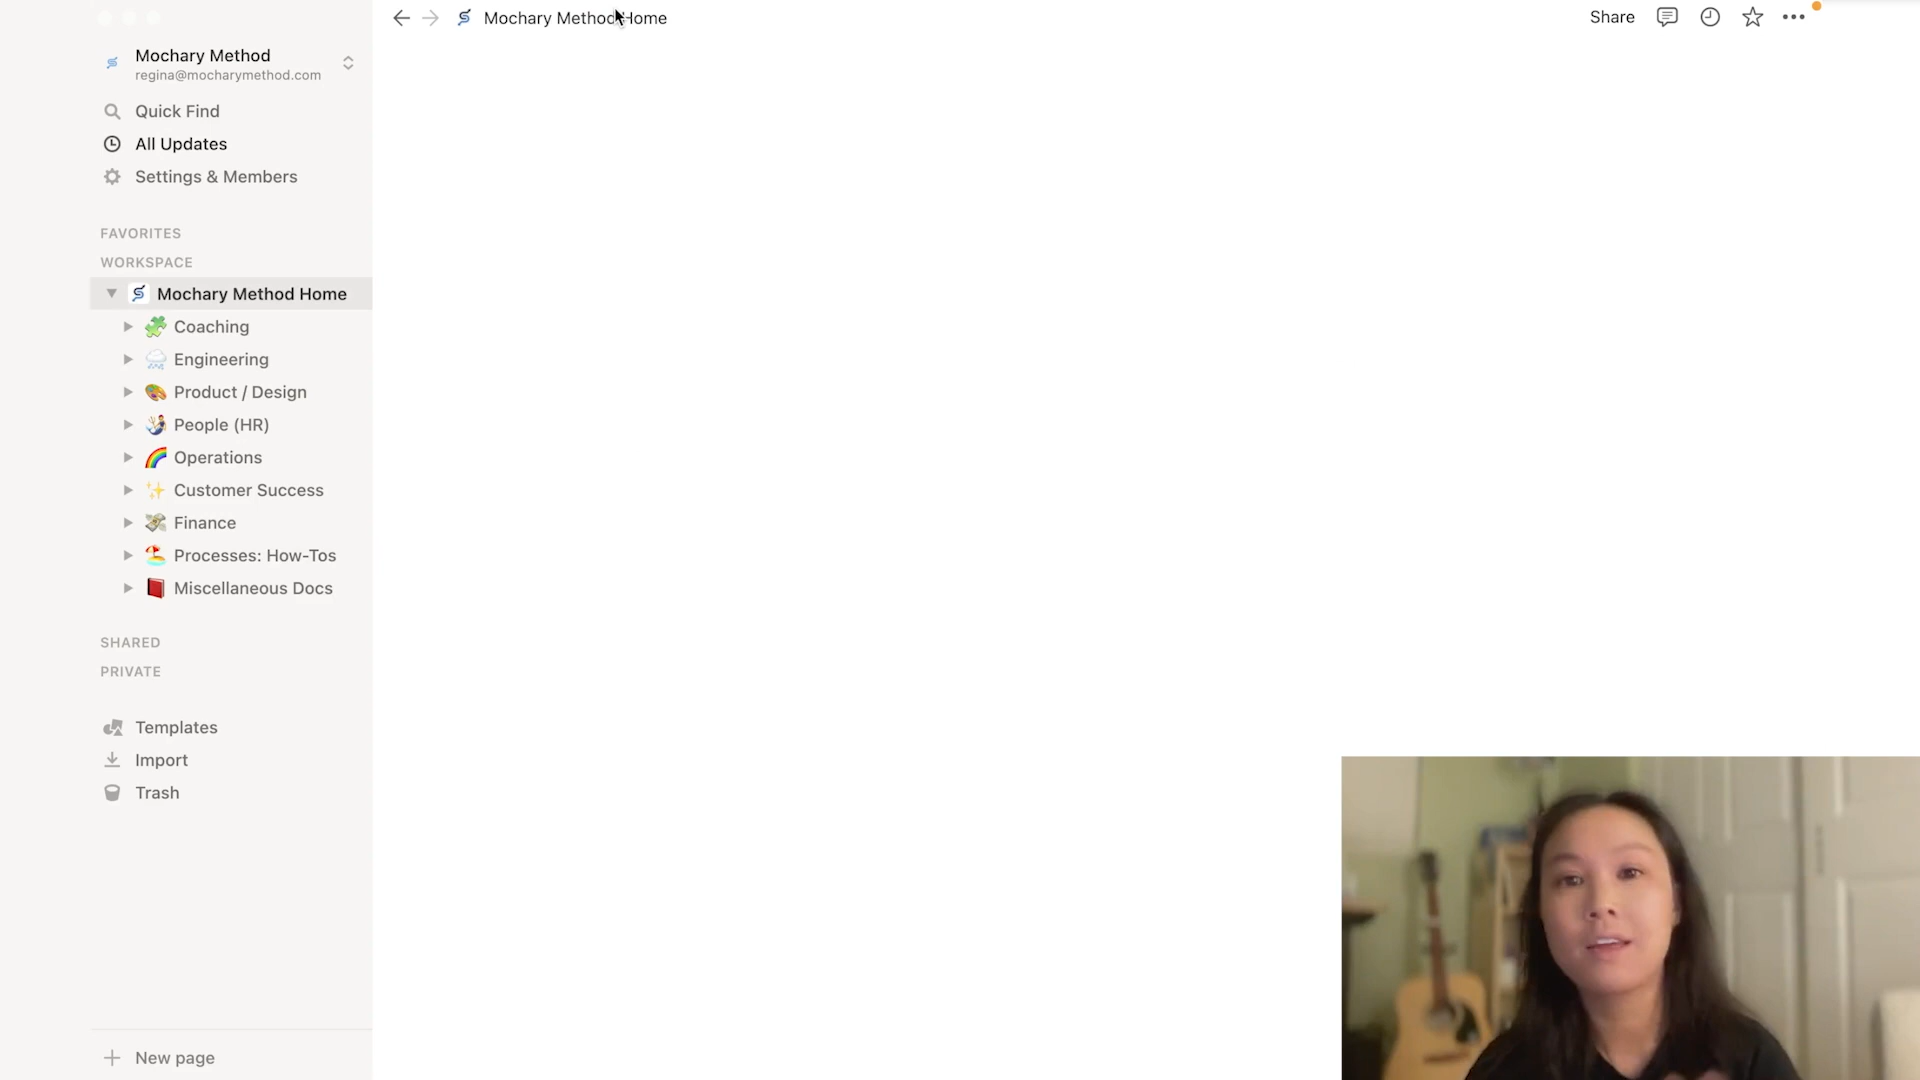 Mochary Method Home
Share
Mochary Method
regina@mocharymethod.com
Quick Find
All Updates
Settings & Members
FAVORITES
WORKSPACE
Mochary Method Home
Coaching
Engineering
Product / Design
People (HR)
Operations
Customer Success
Finance
Processes: How-Tos
Miscellaneous Docs
SHARED
PRIVATE
Templates
Import
Trash
New page